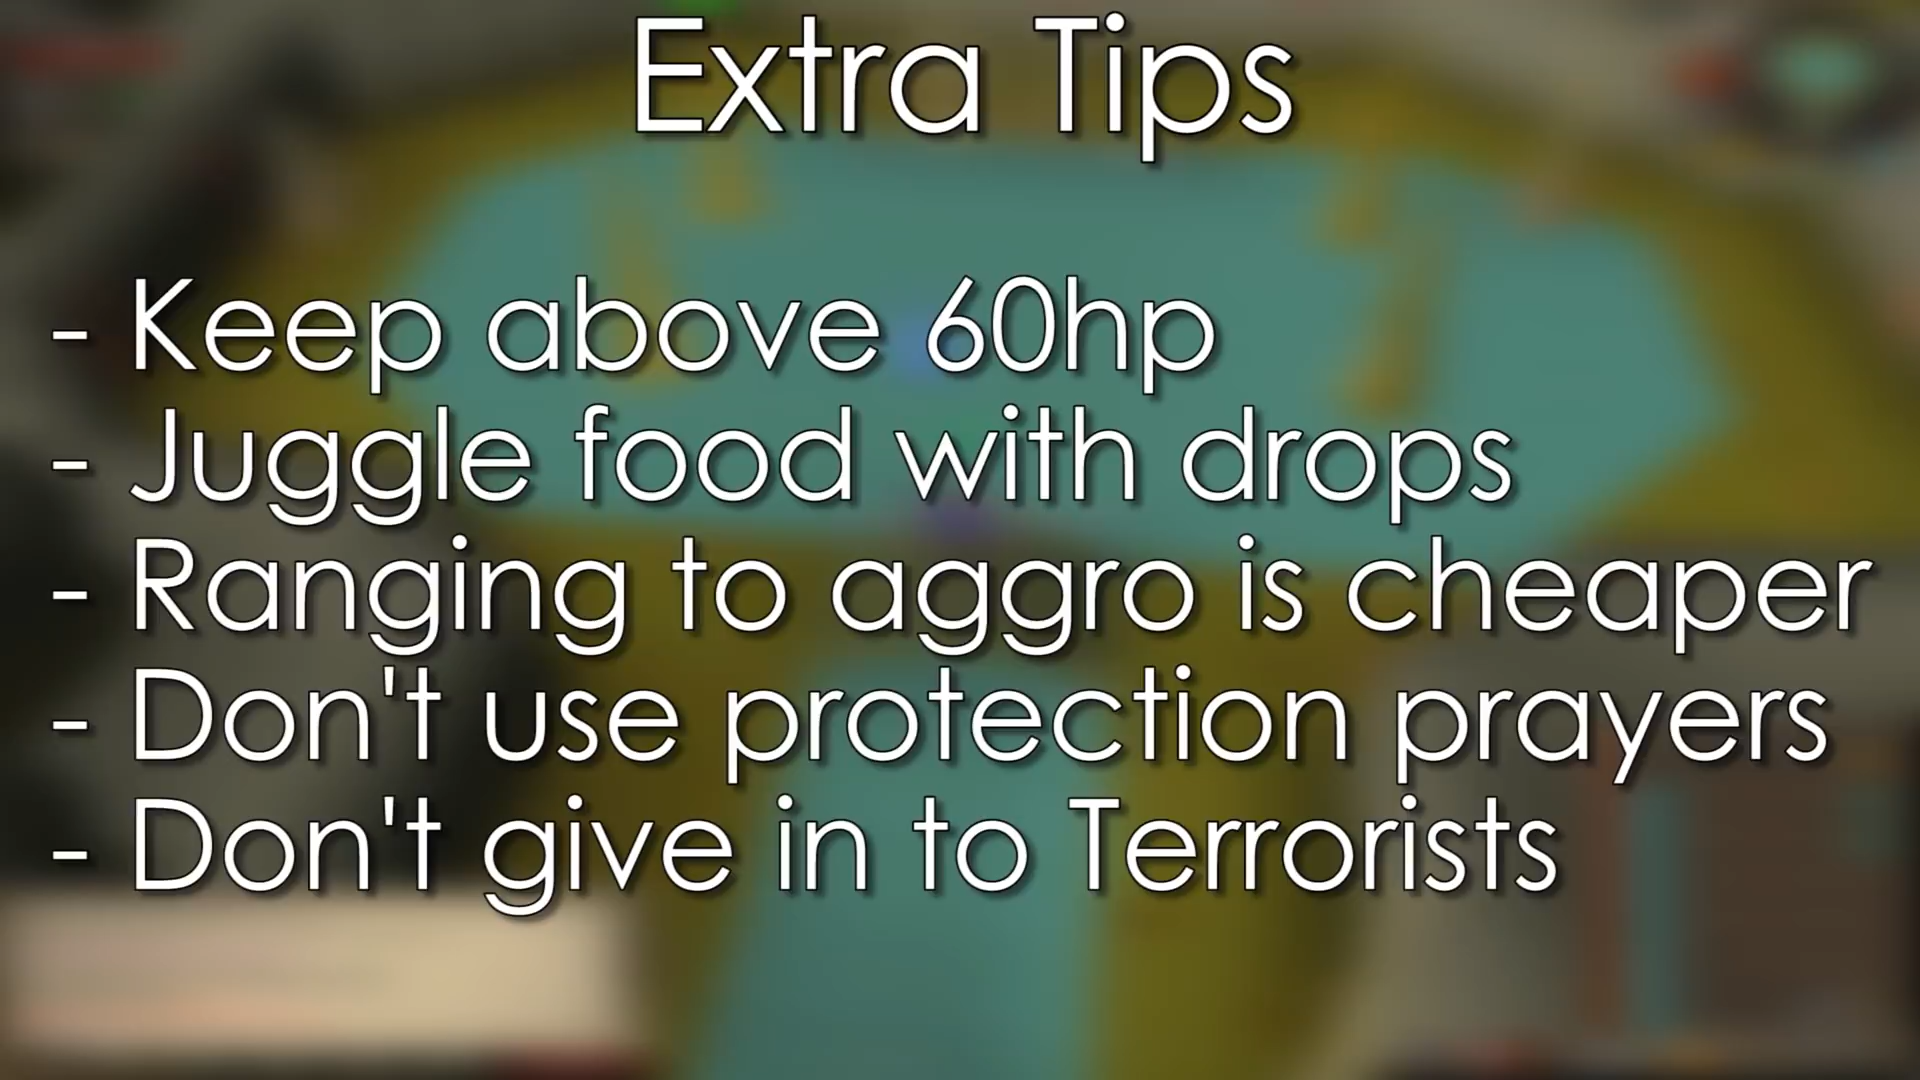 Extra Tips
- Keep above 60hp
- Juggle food with drops
- Ranging to aggro is cheaper
- Don't use protection prayers
- Don't give in to Terrorists